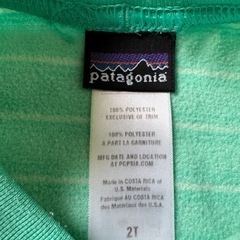 patagonia
100% POLYESTER
EXCLUSIVE OF TRIM
100% POLYESTER
A PART LA GARNITURE
MFG DATE AND LOCATION
AT PCPSIA.COM
Made in COSTA RICA of
U.S. Materials
Fabriqué AU COSTA RICA
des Matériaux des U.S.A.
2T